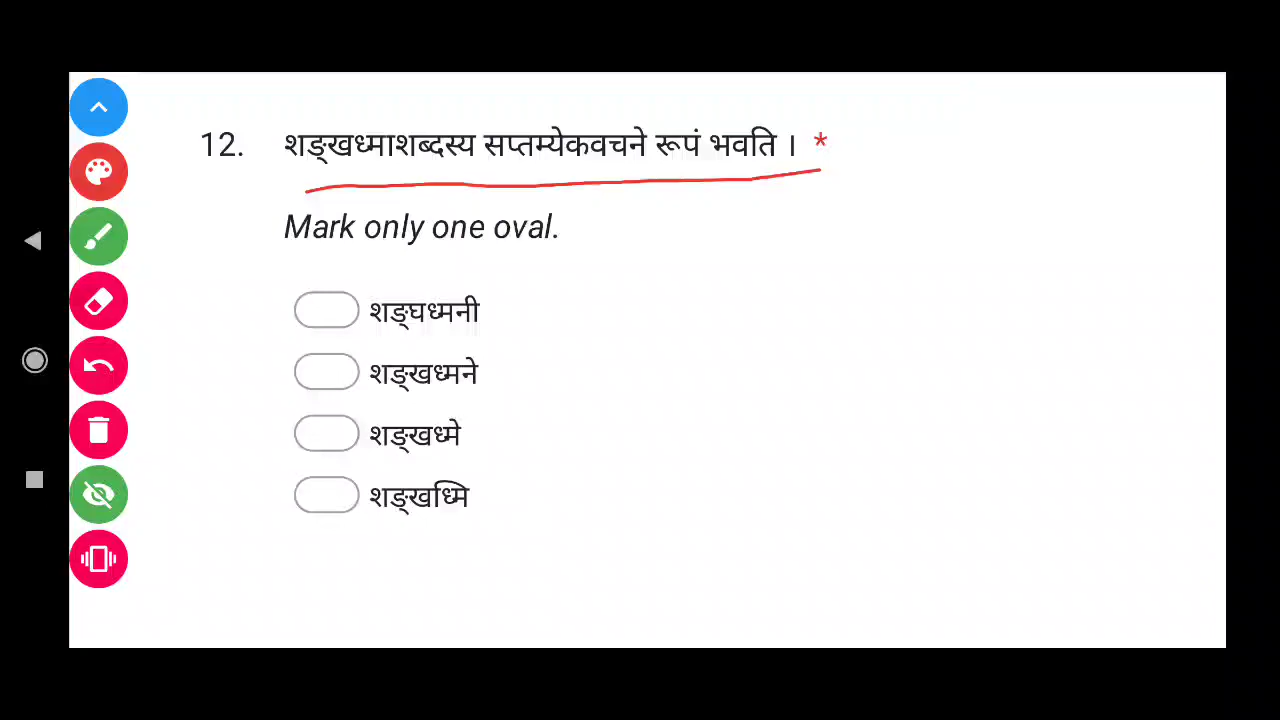 12. शङ्खध्माशब्दस्य सप्तम्येकवचने रूपं भवति । *
Mark only one oval.
शङ्घध्मनी
शङ्खध्मने
शङ्खध्मे
शङ्खध्मि